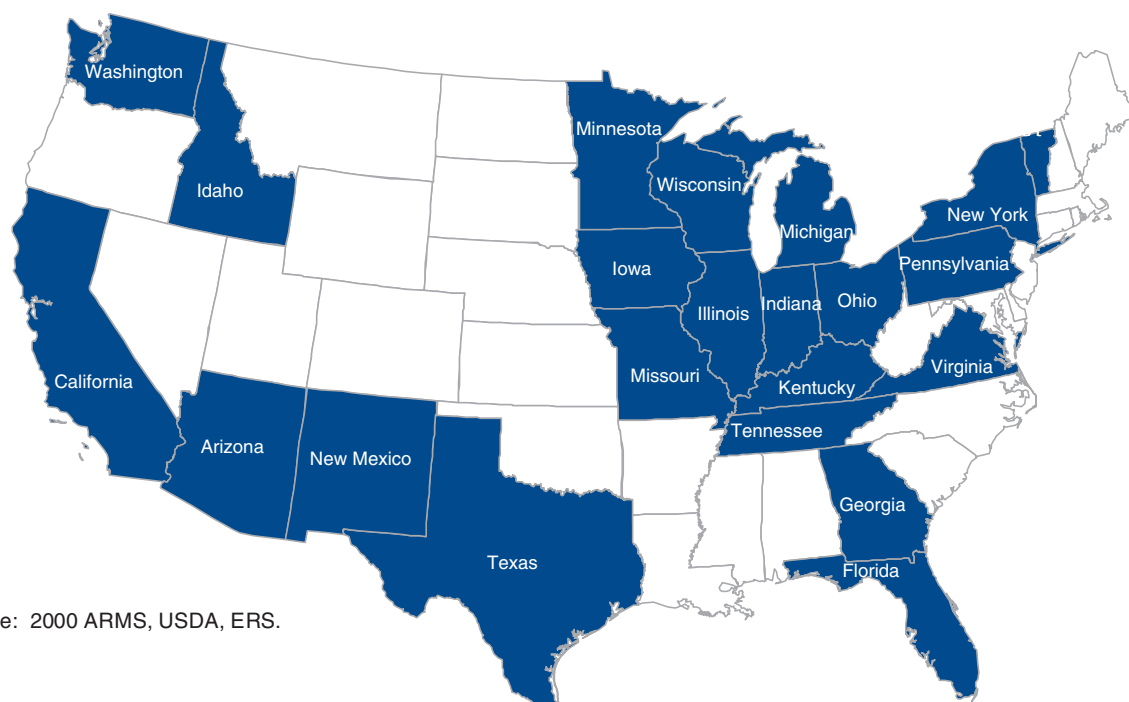 Washington
Minnesota
Idaho
Wisconsin
New York
Michigan
Pennsylvania
Iowa
Illinois
Indiana
Ohio
Missouri
Virginia
California
Kentucky
Tennessee
Arizona
New Mexico
Georgia
Texas
Florida
e: 2000 ARMS, USDA, ERS.